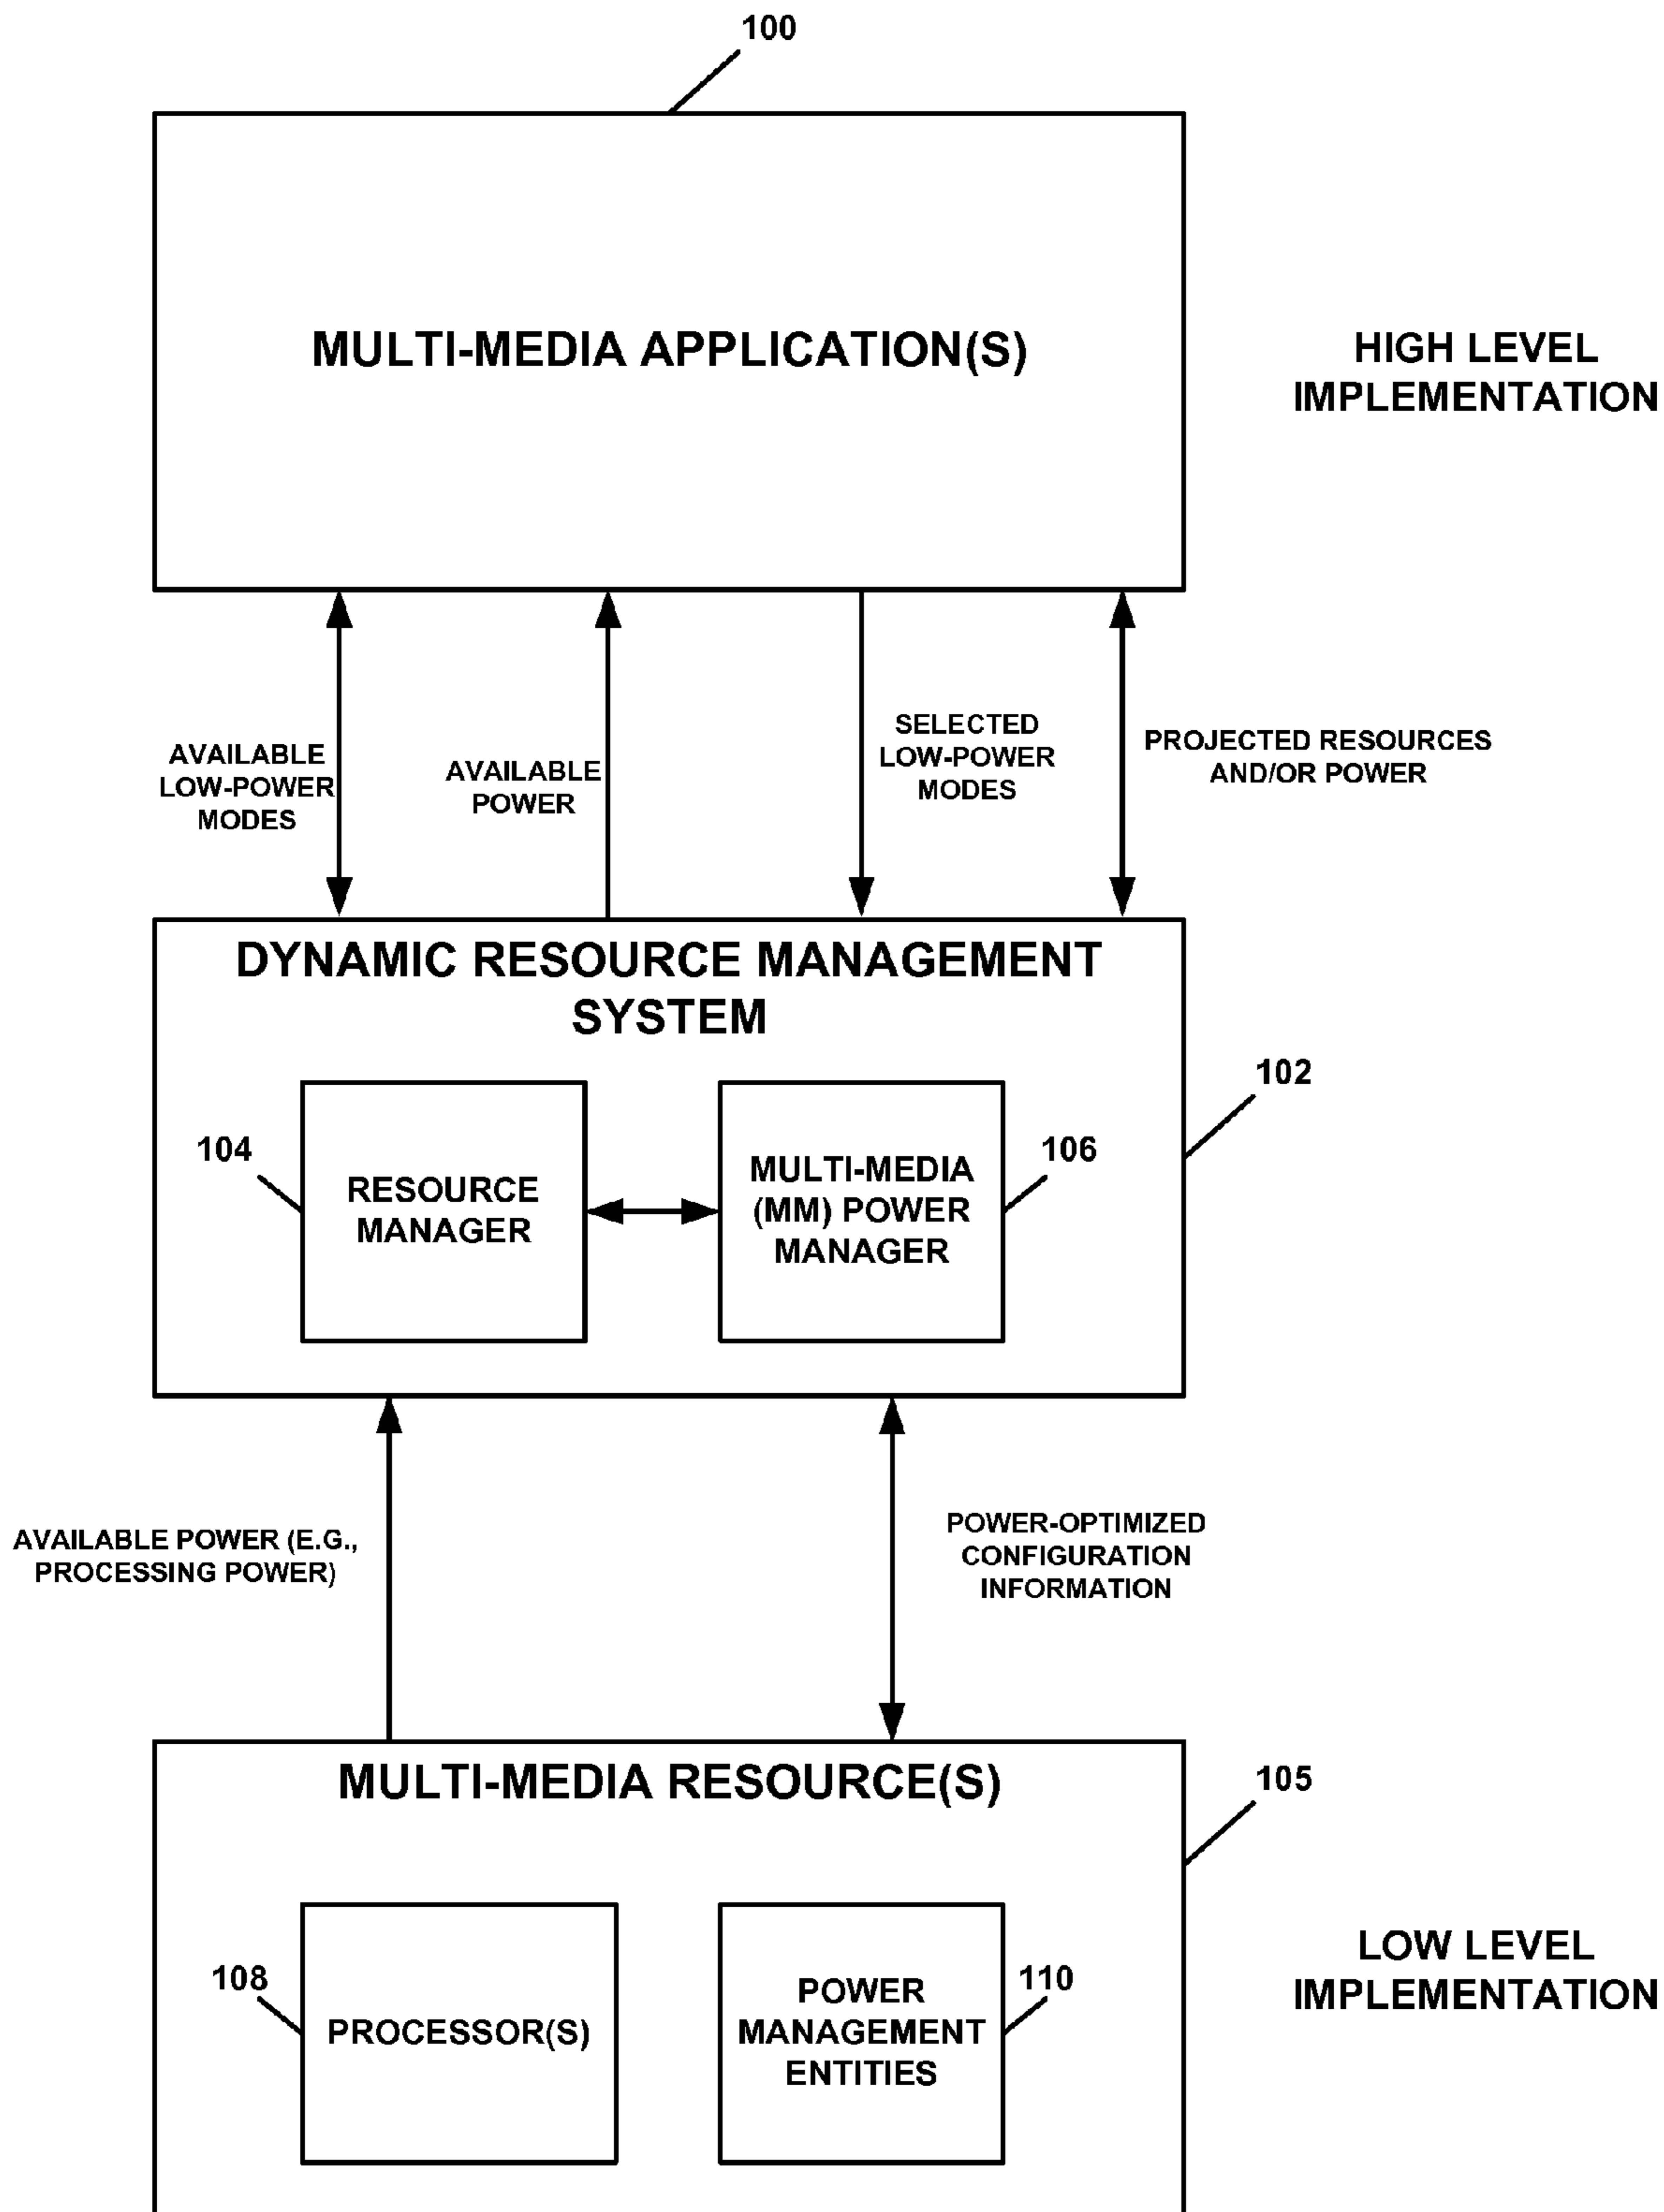 100
MULTI-MEDIA APPLICATION(S)
HIGH LEVEL
IMPLEMENTATION
AVAILABLE
LOW-POWER
MODES
AVAILABLE
POWER
SELECTED
LOW-POWER
MODES
PROJECTED RESOURCES
AND/OR POWER
DYNAMIC RESOURCE MANAGEMENT
SYSTEM
102
104
RESOURCE
MANAGER
MULTI-MEDIA
(MM) POWER
MANAGER
106
AVAILABLE POWER (E.G.,
PROCESSING POWER)
POWER-OPTIMIZED
CONFIGURATION
INFORMATION
MULTI-MEDIA RESOURCE(S)
105
108
PROCESSOR(S)
POWER
MANAGEMENT
ENTITIES
110
LOW LEVEL
IMPLEMENTATION